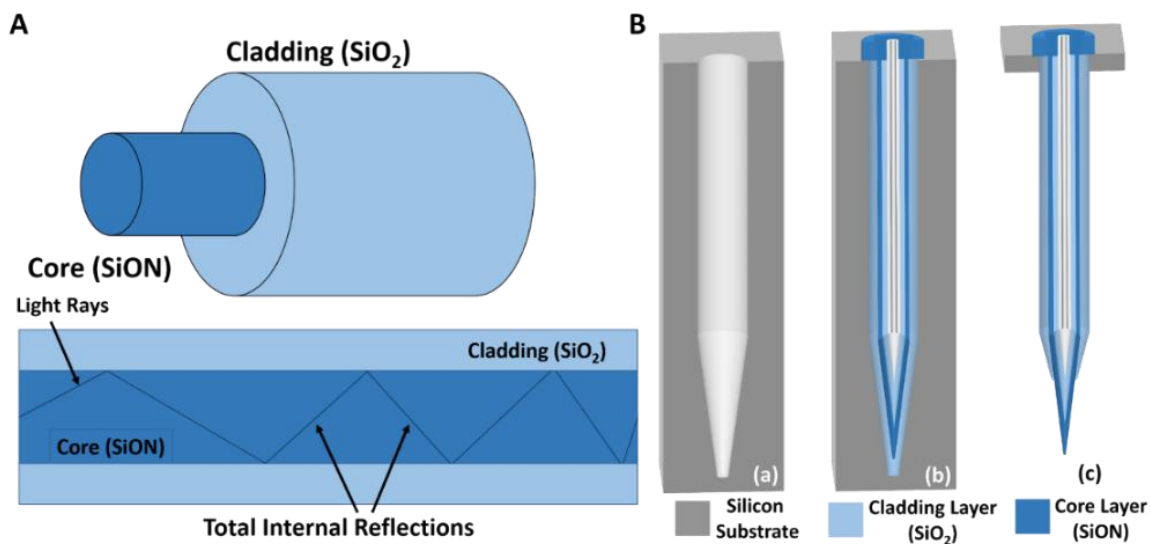 A
Cladding (SiO₂)
Core (SiON)
Light Rays
Cladding (SiO₂)
Core (SiON)
Total Internal Reflections
B
(a)
(b)
(c)
Silicon
Substrate
Cladding Layer
(SiO₂)
Core Layer
(SiON)